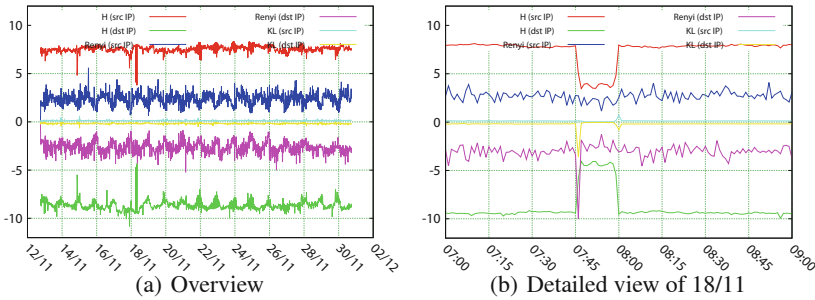 H (src IP) Renyi (dst IP) H (src IP) Renyi (dst IP)
H (dst IP) KL (src IP) H (dst IP) KL (src IP)
Renyi (src IP) KL (dst IP) Renyi (src IP) KL (dst IP)
10 10
5 5
0 0
-5 -5
-10 -10
12/11 14/11 16/11 18/11 20/11 22/11 24/11 26/11 28/11 30/11 02/12 07:00 07:15 07:30 07:45 08:00 08:15 08:30 08:45 09:00
(a) Overview (b) Detailed view of 18/11